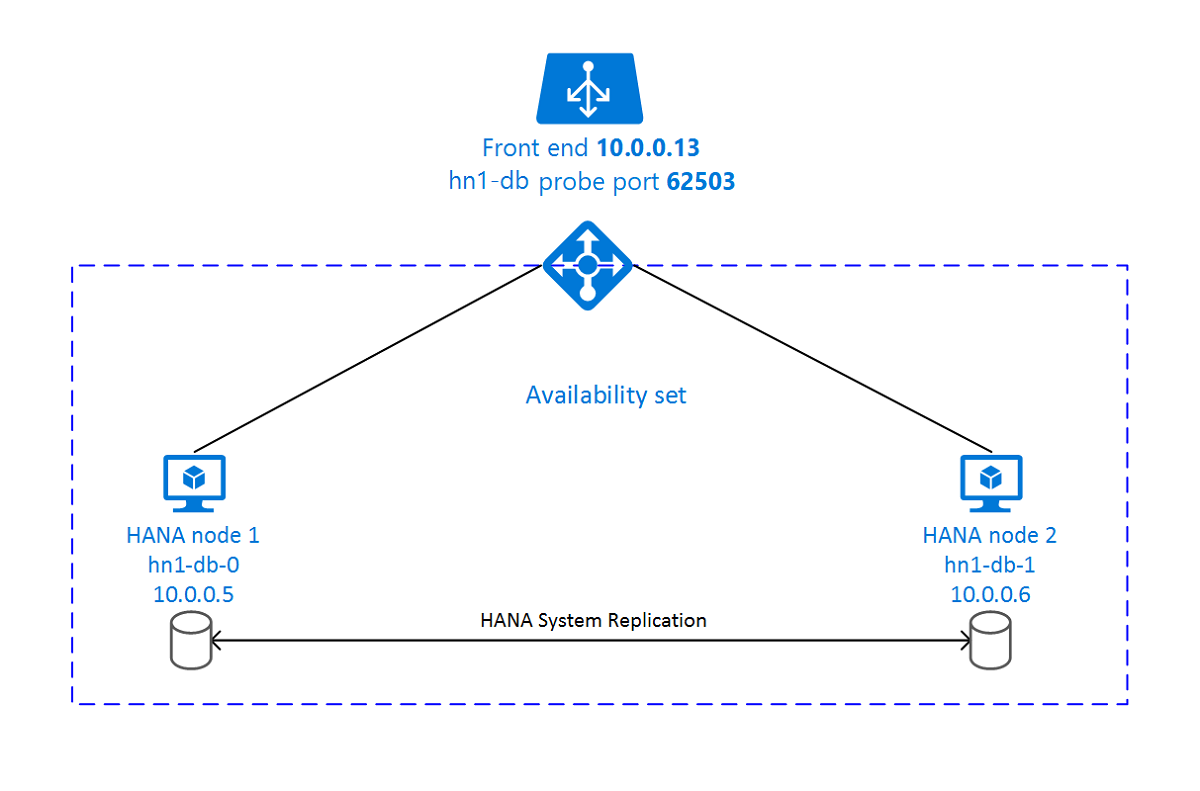 Front end 10.0.0.13
hn1-db probe port 62503
Availability set
HANA node 1
hn1-db-0
10.0.0.5
HANA node 2
hn1-db-1
10.0.0.6
HANA System Replication